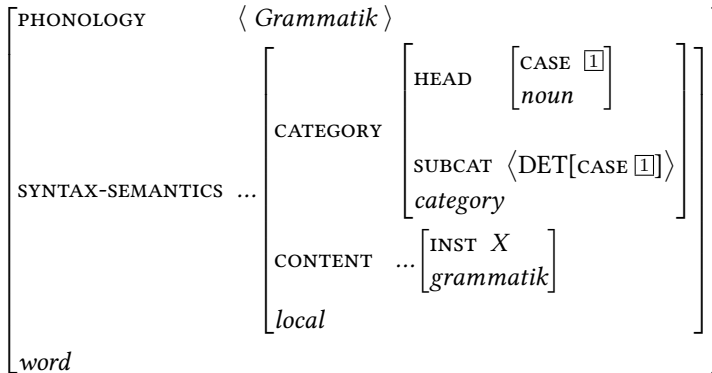 PHONOLOGY ⟨ Grammatik ⟩
HEAD [CASE 1
noun]
CATEGORY
SUBCAT ⟨DET[CASE 1]⟩
SYNTAX-SEMANTICS ...
category
CONTENT ... [INST X
grammatik]
local
word